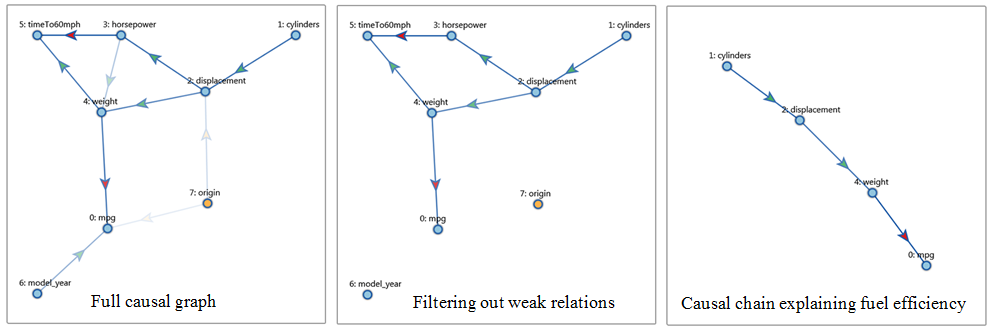 5: timeTo60mph
3: horsepower
1: cylinders
2: displacement
4: weight
7: origin
0: mpg
6: model_year
Full causal graph
5: timeTo60mph
3: horsepower
1: cylinders
2: displacement
4: weight
7: origin
0: mpg
6: model_year
Filtering out weak relations
1: cylinders
2: displacement
4: weight
0: mpg
Causal chain explaining fuel efficiency